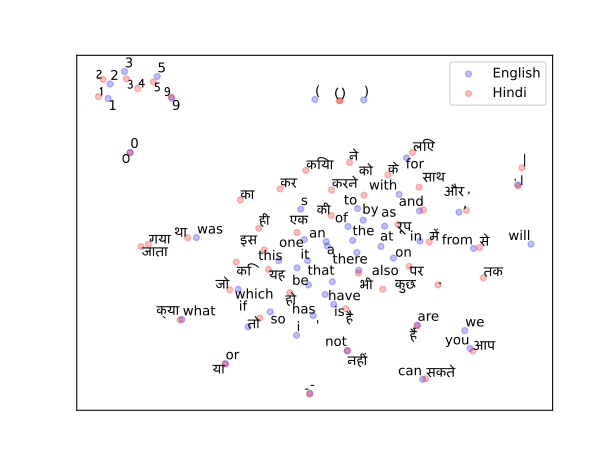 English
Hindi
3 5
2 2
3 4 5
1 1 9 9
( () )
0
0
लिए
ने for |
किया को के
कर करने with साथ
का s to और ,
एक की by as and
ही of रूप
गया था was इस an the at in में from से will
जाता one a on
this it there
कि यह that also पर तक
जो be भी कुछ .
which हो have
क्या what if has is
तो so i ' है are we
not है you आप
or
या नहीं can सकते
--